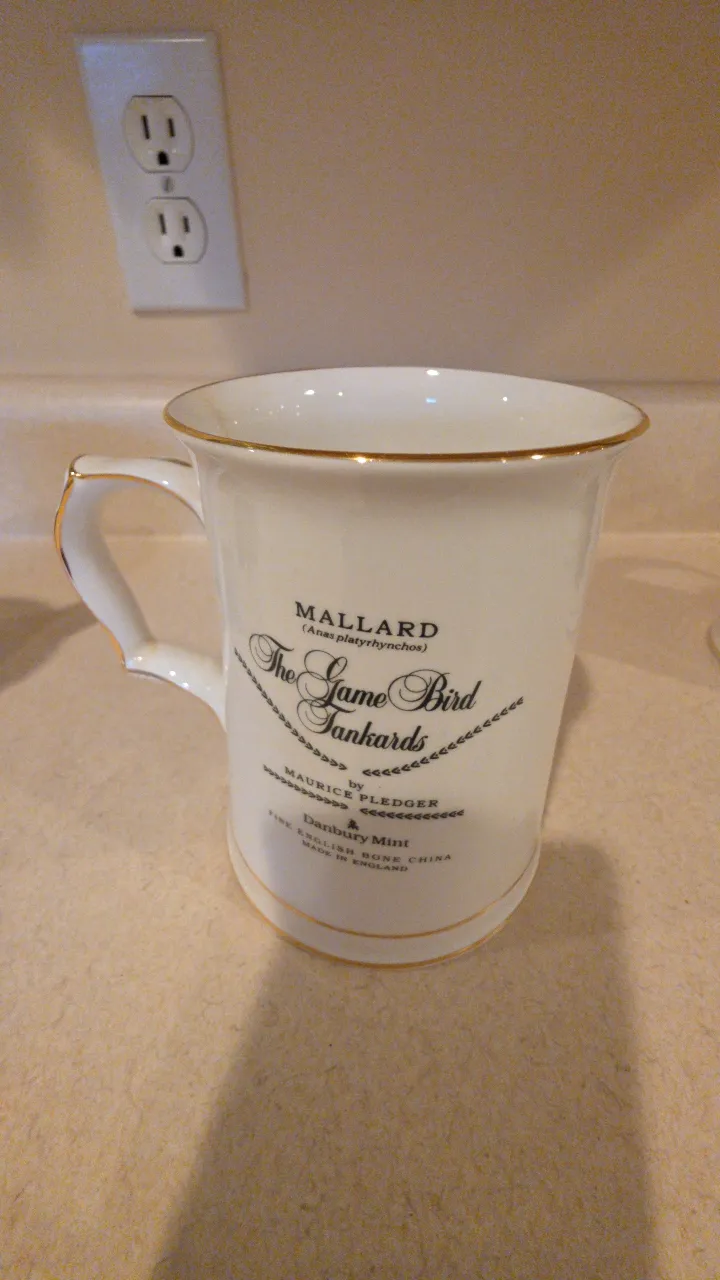 MALLARD
(Anas platyrhynchos)
The Game Bird
Tankards
by
MAURICE PLEDGER
Danbury Mint
FINE ENGLISH BONE CHINA
MADE IN ENGLAND